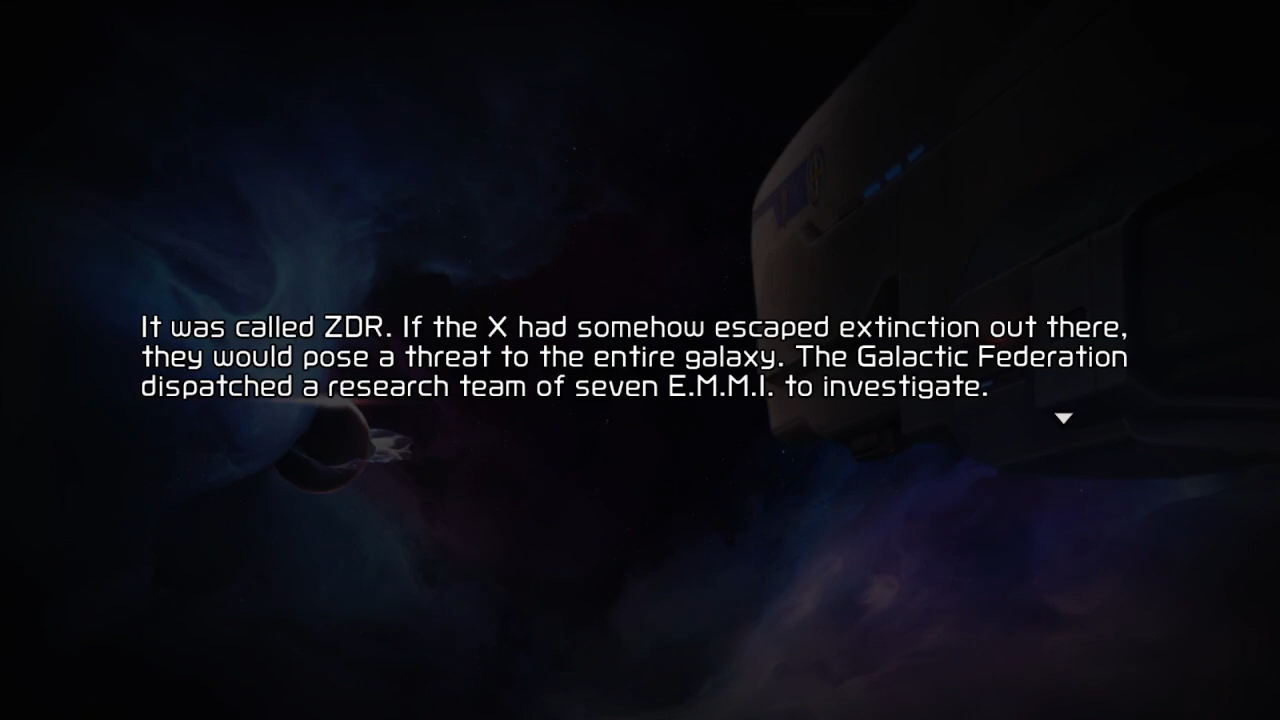 It was called ZDR. If the X had somehow escaped extinction out there,
they would pose a threat to the entire galaxy. The Galactic Federation
dispatched a research team of seven E.M.M.I. to investigate.